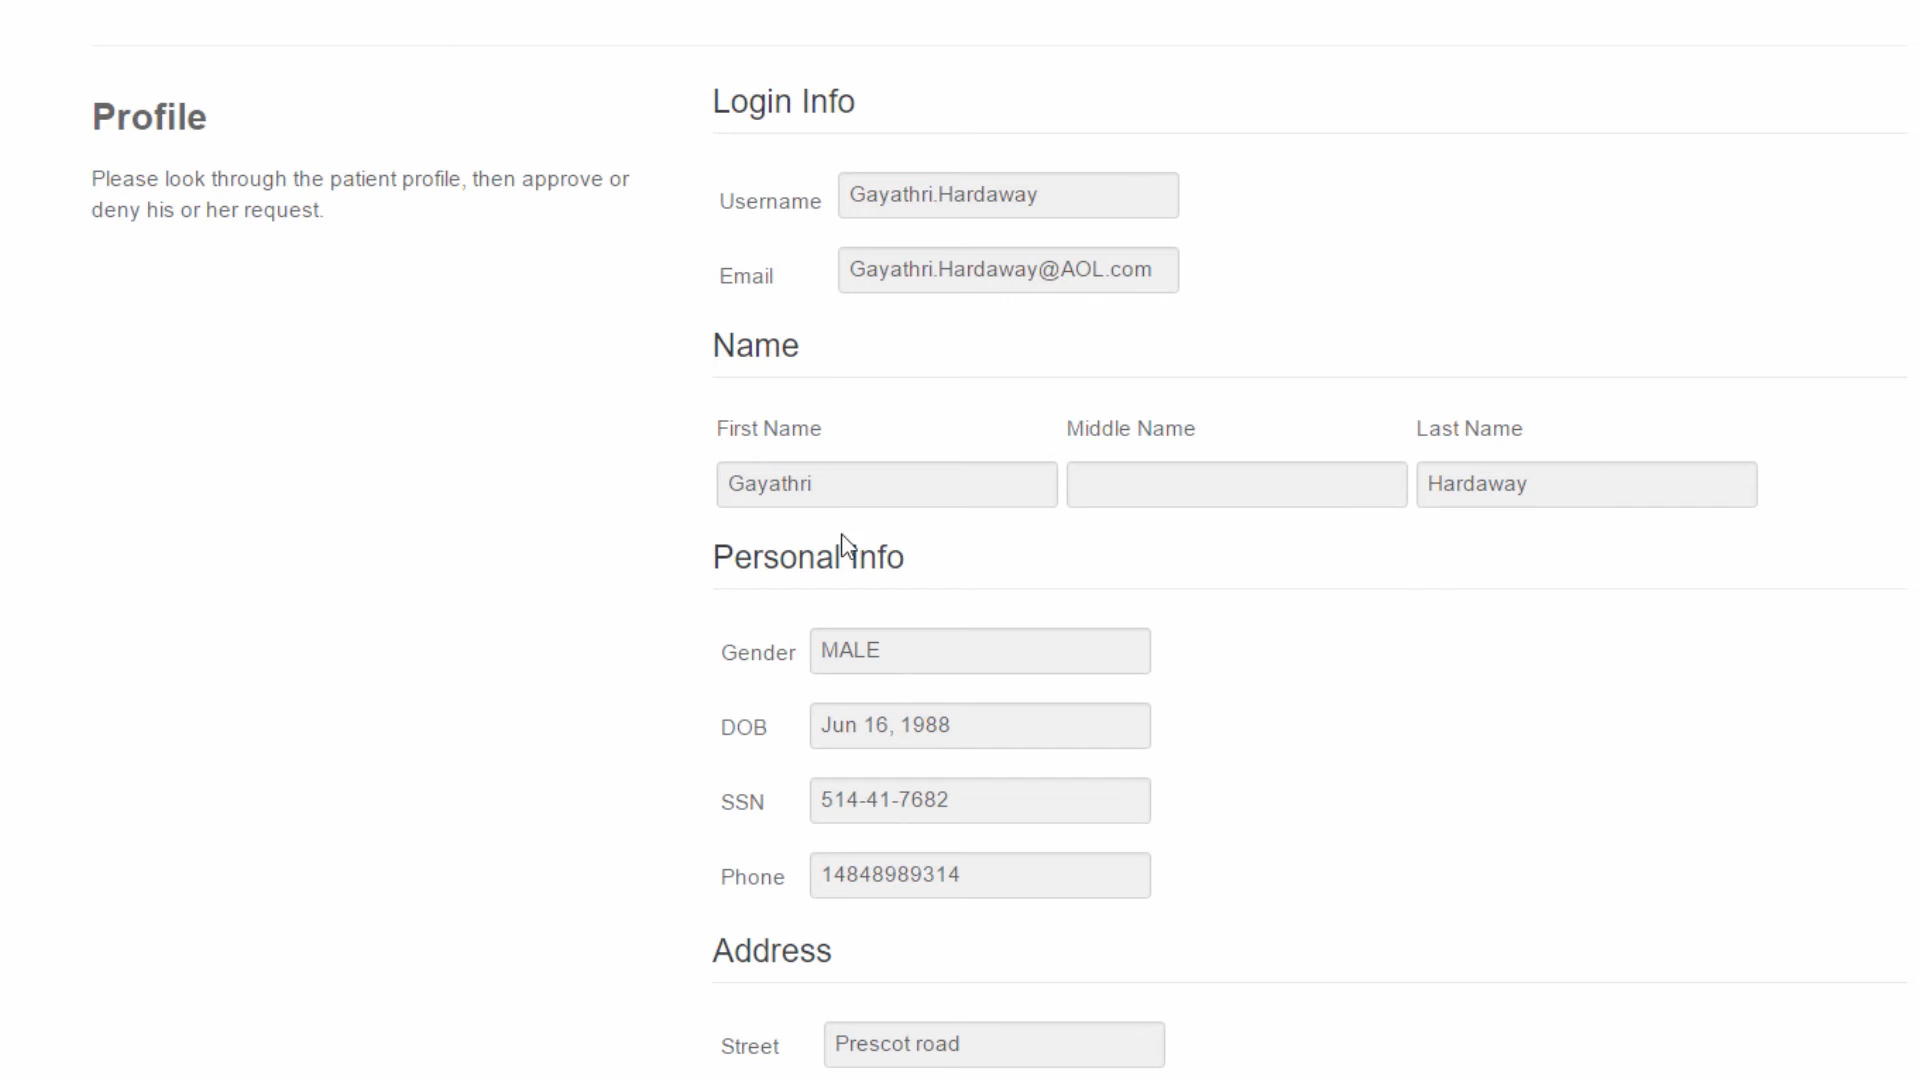 Profile
Please look through the patient profile, then approve or
deny his or her request.
Login Info
Username Gayathri.Hardaway
Email Gayathri.Hardaway@AOL.com
Name
First Name Middle Name Last Name
Gayathri Hardaway
Personal Info
Gender MALE
DOB Jun 16, 1988
SSN 514-41-7682
Phone 14848989314
Address
Street Prescot road